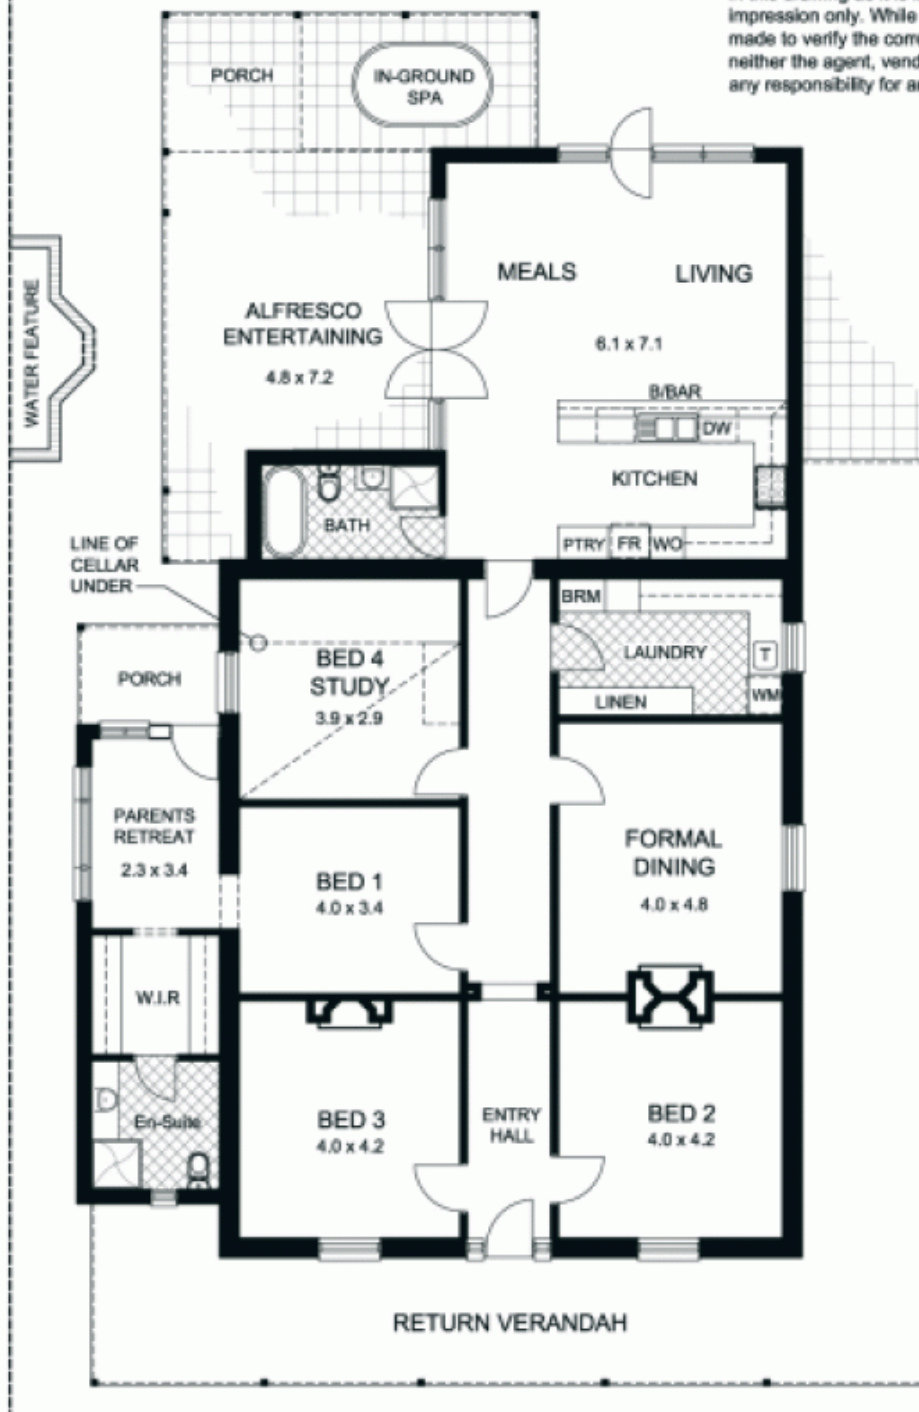 impression only. While
made to verify the
neither the agent,
any responsibility for
PORCH
IN-GROUND
SPA
WATER FEATURE
ALFRESCO
ENTERTAINING
4.8 x 7.2
MEALS
LIVING
6.1 x 7.1
B/BAR
DW
KITCHEN
PTRY
FR
WO
BATH
LINE OF
CELLAR
UNDER
BRM
LAUNDRY
T
WM
LINEN
PORCH
BED 4
STUDY
3.9 x 2.9
PARENTS
RETREAT
2.3 x 3.4
BED 1
4.0 x 3.4
FORMAL
DINING
4.0 x 4.8
W.I.R
En-Suite
BED 3
4.0 x 4.2
ENTRY
HALL
BED 2
4.0 x 4.2
RETURN VERANDAH